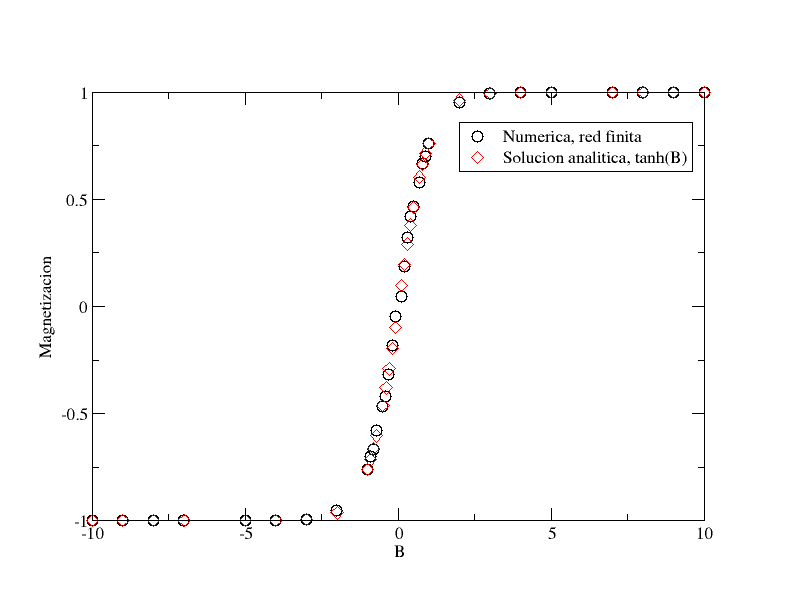 1
0.5
0
-0.5
-1
-10
-5
0
5
10
Magnetizacion
B
Numerica, red finita
Solucion analitica, tanh(B)